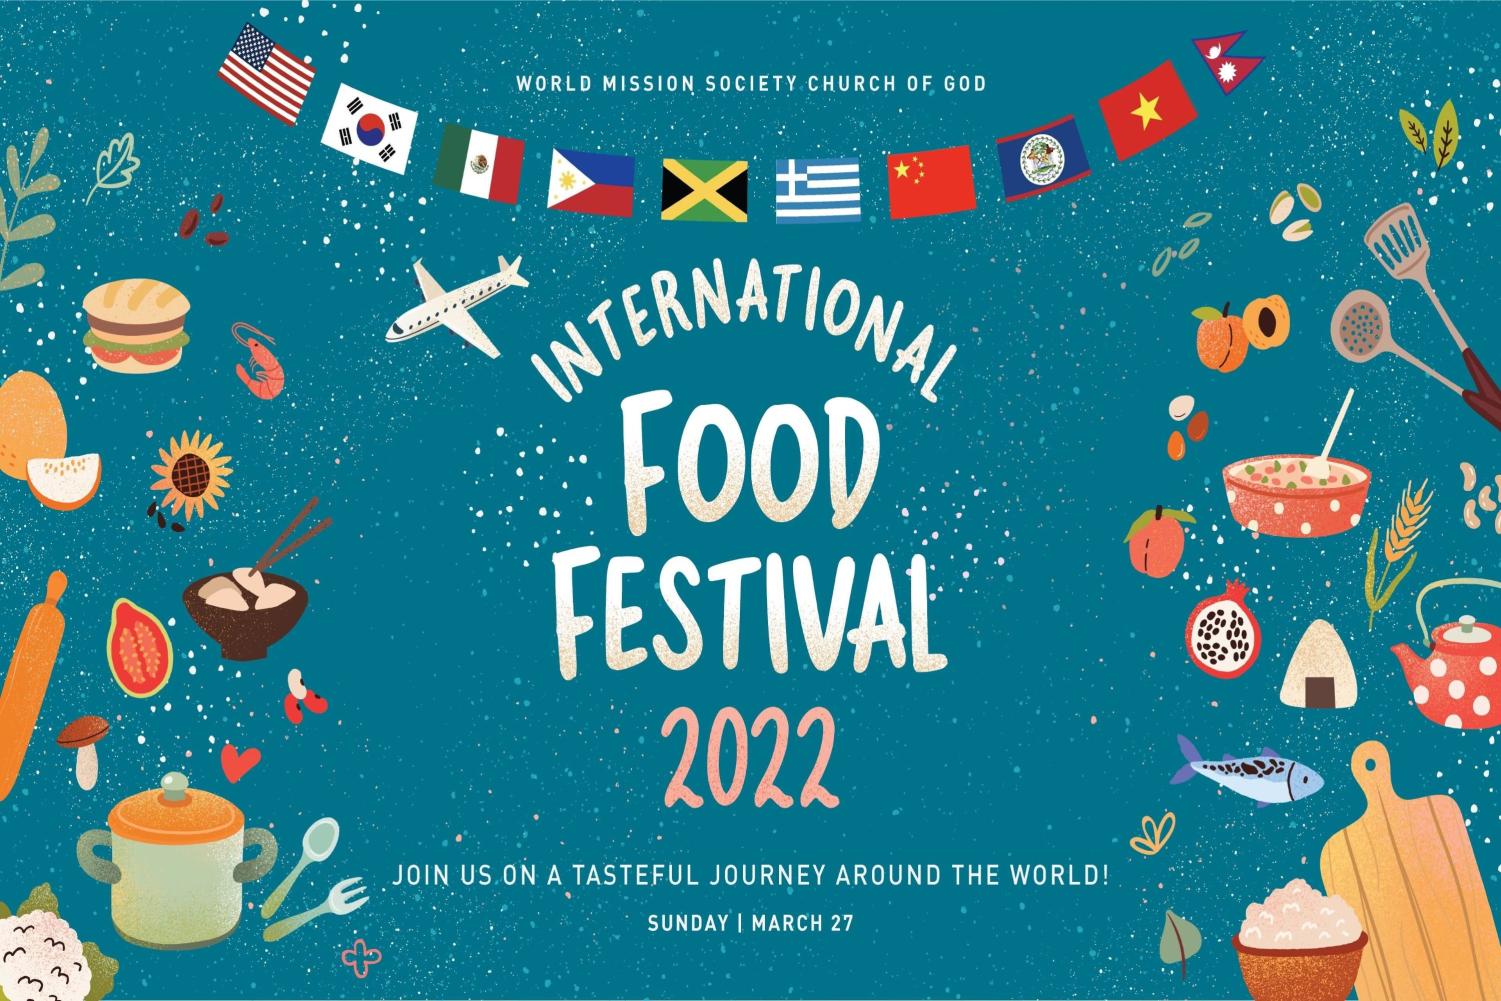 WORLD MISSION SOCIETY CHURCH OF GOD
INTERNATIONAL
FOOD
FESTIVAL
2022
JOIN US ON A TASTEFUL JOURNEY AROUND THE WORLD!
SUNDAY | MARCH 27